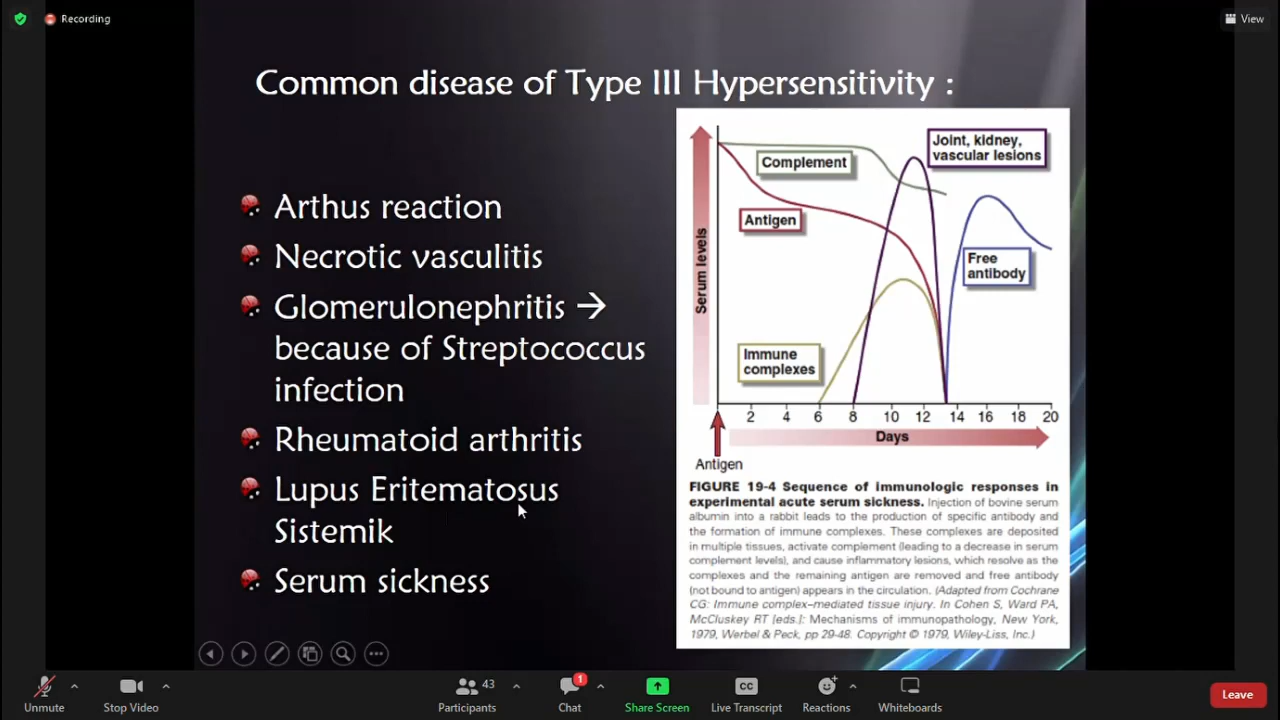 Recording
View
Common disease of Type III Hypersensitivity :
Arthus reaction
Necrotic vasculitis
Glomerulonephritis →
because of Streptococcus
infection
Rheumatoid arthritis
Lupus Eritematosus
Sistemik
Serum sickness
Serum levels
Complement
Joint, kidney,
vascular lesions
Antigen
Free
antibody
Immune
complexes
2 4 6 8 10 12 14 16 18 20
Days
Antigen
FIGURE 19-4 Sequence of immunologic responses in
experimental acute serum sickness. Injection of bovine serum
albumin into a rabbit leads to the production of specific antibody and
the formation of immune complexes. These complexes are deposited
in multiple tissues, activate complement (leading to a decrease in serum
complement levels), and cause inflammatory lesions, which resolve as the
complexes and the remaining antigen are removed and free antibody
(not bound to antigen) appears in the circulation. (Adapted from Cochrane
CG: Immune complex–mediated tissue injury. In Cohen S, Ward PA,
McCluskey RT [eds.]: Mechanisms of immunopathology, New York,
1979, Werbel & Peck, pp 29-48. Copyright © 1979, Wiley-Liss, Inc.)
Unmute
Stop Video
43
Participants
1
Chat
Share Screen
CC
Live Transcript
Reactions
Whiteboards
Leave